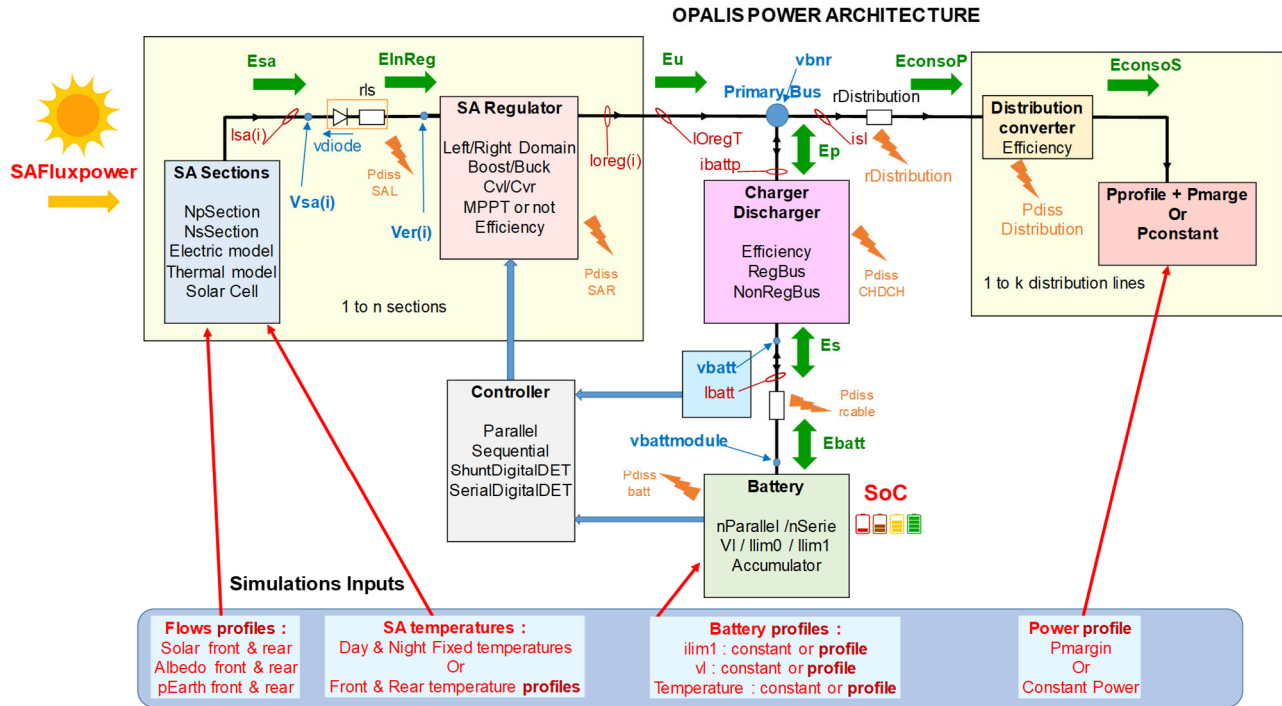 OPALIS POWER ARCHITECTURE
Esa
EInReg
Eu
vbnr
EconsoP
EconsoS
rls
SA Regulator
Primary Bus
rDistribution
Isa(i)
vdiode
Ioreg(i)
IOregT
isl
Distribution
converter
Efficiency
Left/Right Domain
Boost/Buck
Cvl/Cvr
MPPT or not
Efficiency
SAFluxpower
SA Sections
Pdiss
SAL
ibattp
Ep
rDistribution
NpSection
NsSection
Electric model
Thermal model
Solar Cell
Vsa(i)
Ver(i)
Charger
Discharger
Pdiss
Distribution
Pprofile + Pmarge
Or
Pconstant
Efficiency
RegBus
NonRegBus
Pdiss
SAR
Pdiss
CHDCH
1 to n sections
1 to k distribution lines
Es
vbatt
Ibatt
Controller
Pdiss
rcable
Parallel
Sequential
ShuntDigitalDET
SerialDigitalDET
vbattmodule
Ebatt
Pdiss
batt
Battery
SoC
nParallel /nSerie
Vl / Ilim0 / Ilim1
Accumulator
Simulations Inputs
Flows profiles :
Solar front & rear
Albedo front & rear
pEarth front & rear
SA temperatures :
Day & Night Fixed temperatures
Or
Front & Rear temperature profiles
Battery profiles :
ilim1 : constant or profile
vl : constant or profile
Temperature : constant or profile
Power profile
Pmargin
Or
Constant Power